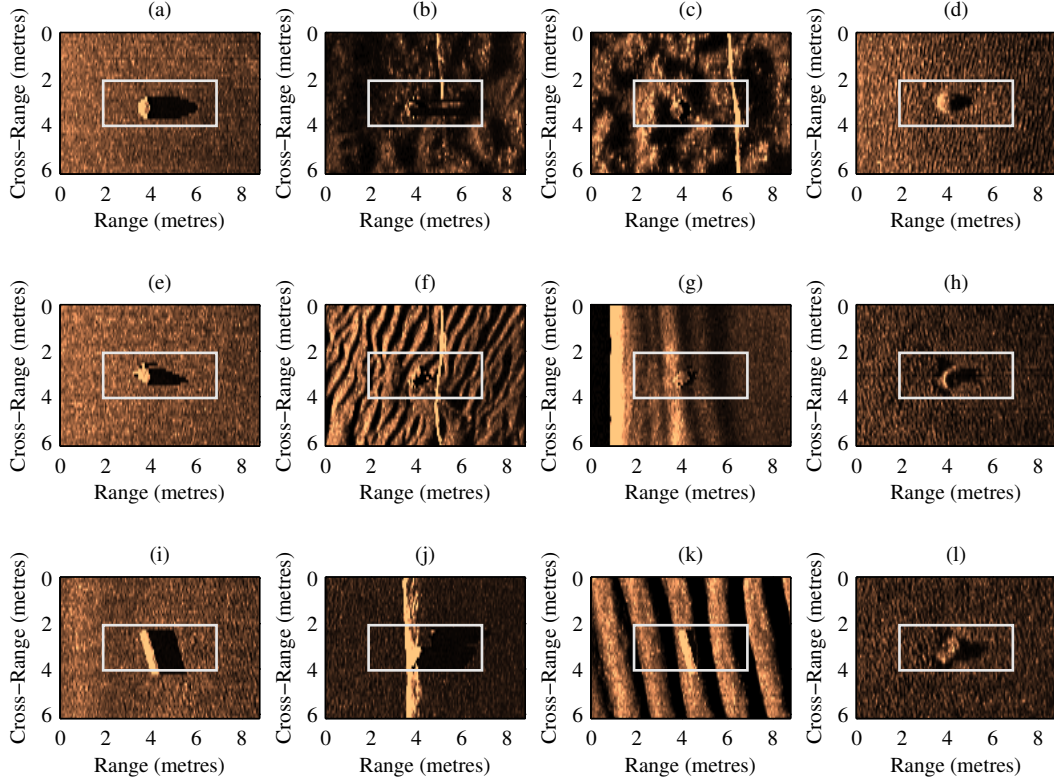 (a) (b) (c) (d)
Cross−Range (metres) 0 2 4 6 Cross−Range (metres) 0 2 4 6 Cross−Range (metres) 0 2 4 6 Cross−Range (metres) 0 2 4 6
0 2 4 6 8 0 2 4 6 8 0 2 4 6 8 0 2 4 6 8
Range (metres) Range (metres) Range (metres) Range (metres)
(e) (f) (g) (h)
Cross−Range (metres) 0 2 4 6 Cross−Range (metres) 0 2 4 6 Cross−Range (metres) 0 2 4 6 Cross−Range (metres) 0 2 4 6
0 2 4 6 8 0 2 4 6 8 0 2 4 6 8 0 2 4 6 8
Range (metres) Range (metres) Range (metres) Range (metres)
(i) (j) (k) (l)
Cross−Range (metres) 0 2 4 6 Cross−Range (metres) 0 2 4 6 Cross−Range (metres) 0 2 4 6 Cross−Range (metres) 0 2 4 6
0 2 4 6 8 0 2 4 6 8 0 2 4 6 8 0 2 4 6 8
Range (metres) Range (metres) Range (metres) Range (metres)